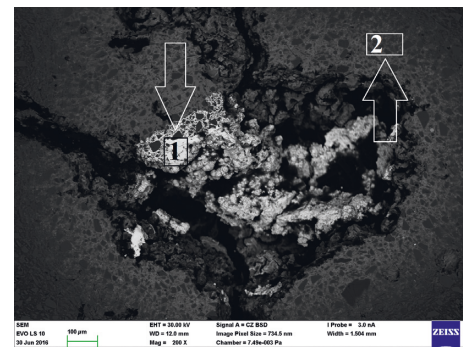 2
1
SEM
EVO LS 10
30 Jun 2016
100 µm
EHT = 30.00 kV
WD = 12.0 mm
Mag = 200 X
Signal A = CZ BSD
Image Pixel Size = 734.5 nm
Chamber = 7.49e-003 Pa
I Probe = 3.0 nA
Width = 1.504 mm
ZEISS